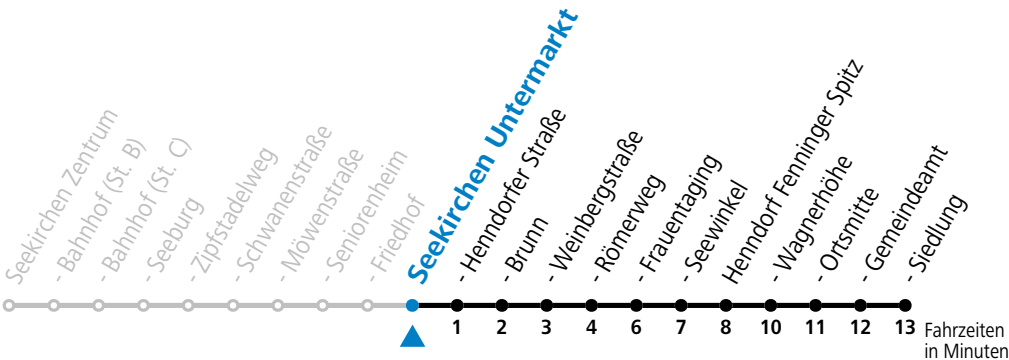 Seekirchen Zentrum
- Bahnhof (St. B)
- Bahnhof (St. C)
- Seeburg
- Zipfstadelweg
- Schwanenstraße
- Möwenstraße
- Seniorenheim
- Friedhof
Seekirchen Untermarkt
- Henndorfer Straße
- Brunn
- Weinbergstraße
- Römerweg
- Frauentaging
- Seewinkel
Henndorf Fenninger Spitz
- Wagnerhöhe
- Ortsmitte
- Gemeindeamt
- Siedlung
1 2 3 4 6 7 8 10 11 12 13 Fahrzeiten
in Minuten